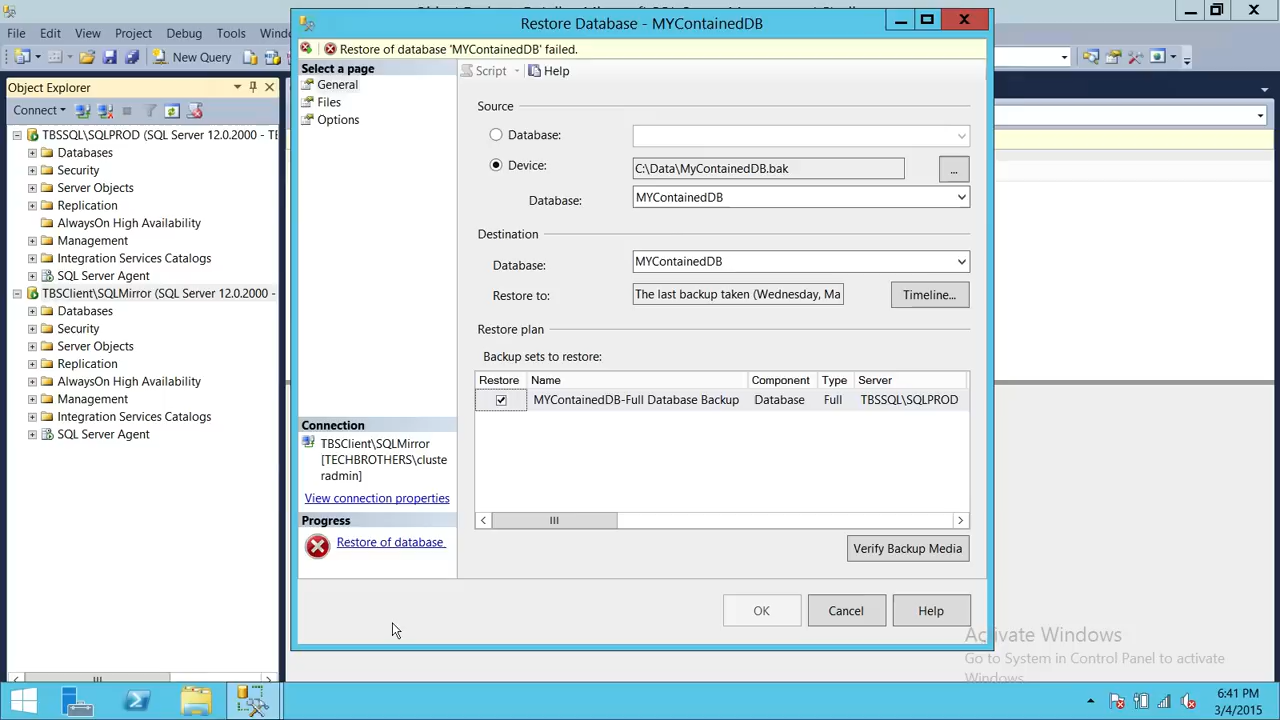 Restore Database - MYContainedDB
File Edit View Project Debug Tools
Restore of database 'MYContainedDB' failed.
New Query
Object Explorer
Connect
TBSSQL\SQLPROD (SQL Server 12.0.2000 -
Databases
Security
Server Objects
Replication
AlwaysOn High Availability
Management
Integration Services Catalogs
SQL Server Agent
TBSClient\SQLMirror (SQL Server 12.0.2000 -
Databases
Security
Server Objects
Replication
AlwaysOn High Availability
Management
Integration Services Catalogs
SQL Server Agent
Select a page
General
Files
Options
Connection
TBSClient\SQLMirror
[TECHBROTHERS\cluste
radmin]
View connection properties
Progress
Restore of database
Script Help
Source
Database:
Device: C:\Data\MyContainedDB.bak ...
Database: MYContainedDB
Destination
Database: MYContainedDB
Restore to: The last backup taken (Wednesday, Ma Timeline...
Restore plan
Backup sets to restore:
Restore Name Component Type Server
MYContainedDB-Full Database Backup Database Full TBSSQL\SQLPROD
Verify Backup Media
OK Cancel Help
Activate Windows
Go to System in Control Panel to activate
Windows.
6:41 PM
3/4/2015